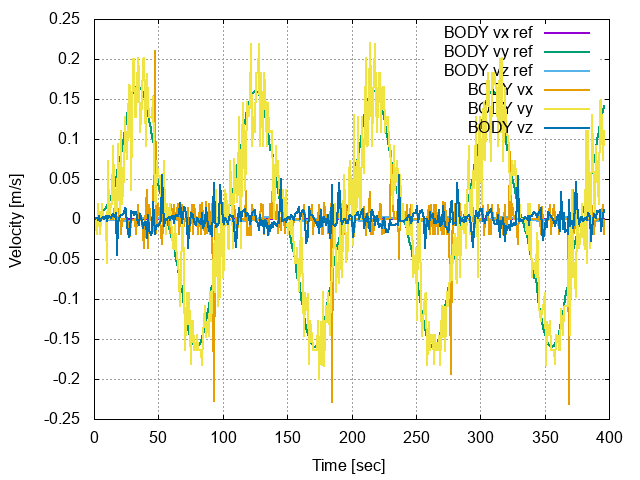 0.25
0.2
0.15
0.1
0.05
0
-0.05
-0.1
-0.15
-0.2
-0.25
Velocity [m/s]
BODY vx ref
BODY vy ref
BODY vz ref
BODY vx
BODY vy
BODY vz
0 50 100 150 200 250 300 350 400
Time [sec]